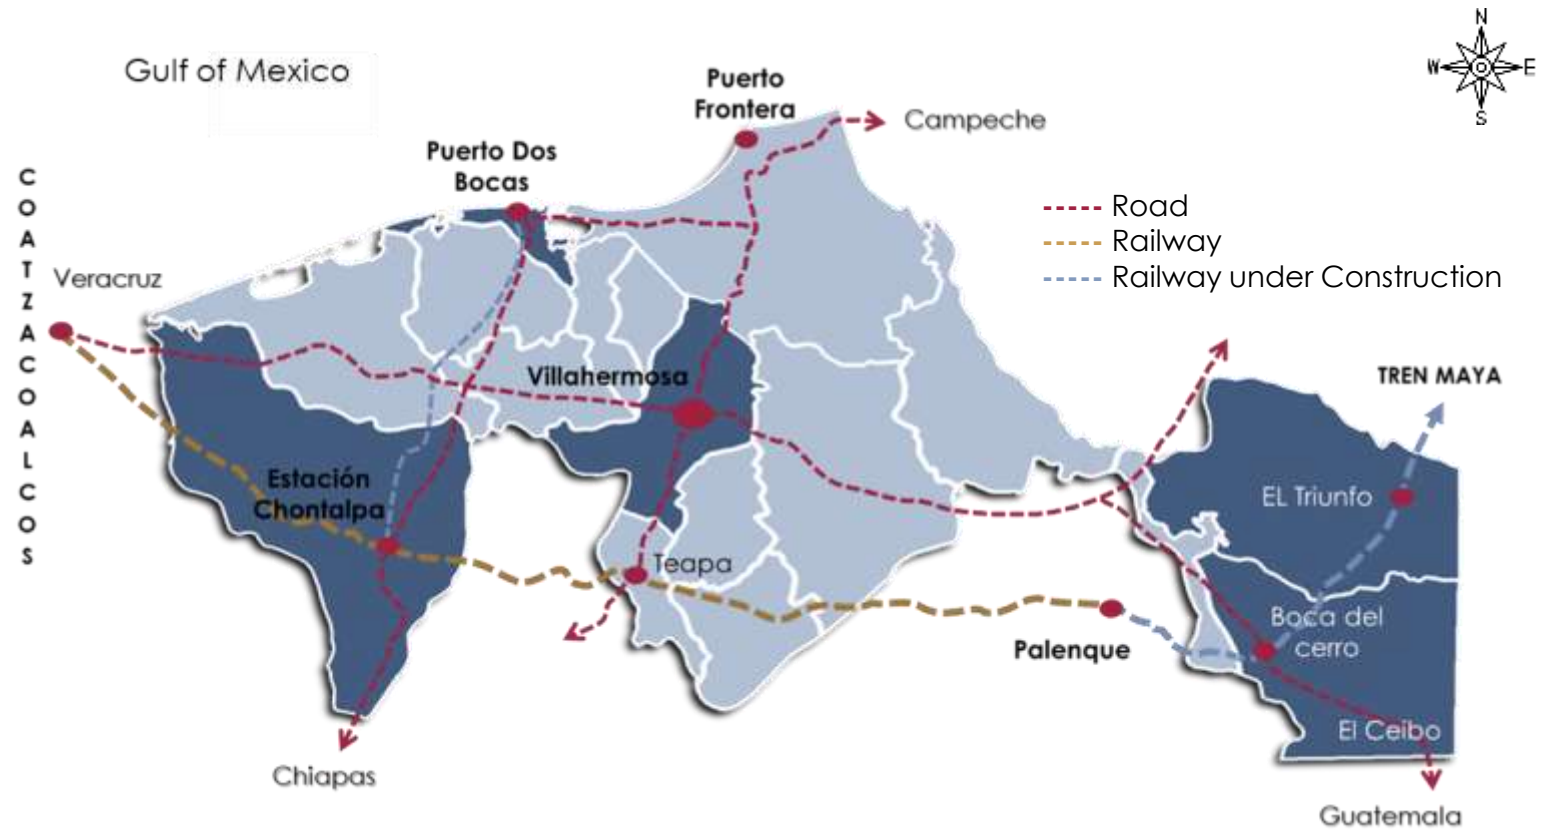 N
W
E
S
Gulf of Mexico
Puerto
Frontera
Campeche
Puerto Dos
Bocas
COATZACOALCOS
Road
Railway
Railway under Construction
Veracruz
Villahermosa
TREN MAYA
Estación
Chontalpa
EL Triunfo
Teapa
Boca del
cerro
Palenque
El Ceibo
Chiapas
Guatemala